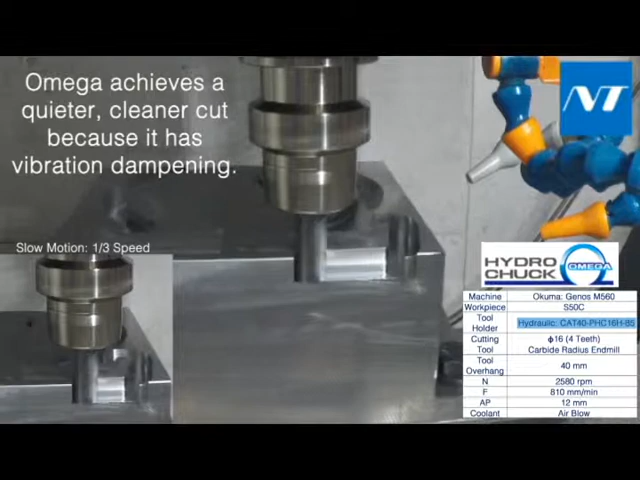 Omega achieves a
quieter, cleaner cut
because it has
vibration dampening.
NT
Slow Motion: 1/3 Speed
HYDRO
CHUCK
OMEGA
Machine Okuma: Genos M560
Workpiece S50C
Tool Holder Hydraulic: CAT40-PHC16H-85
Cutting Tool ϕ16 (4 Teeth) Carbide Radius Endmill
Tool Overhang 40 mm
N 2580 rpm
F 810 mm/min
AP 12 mm
Coolant Air Blow